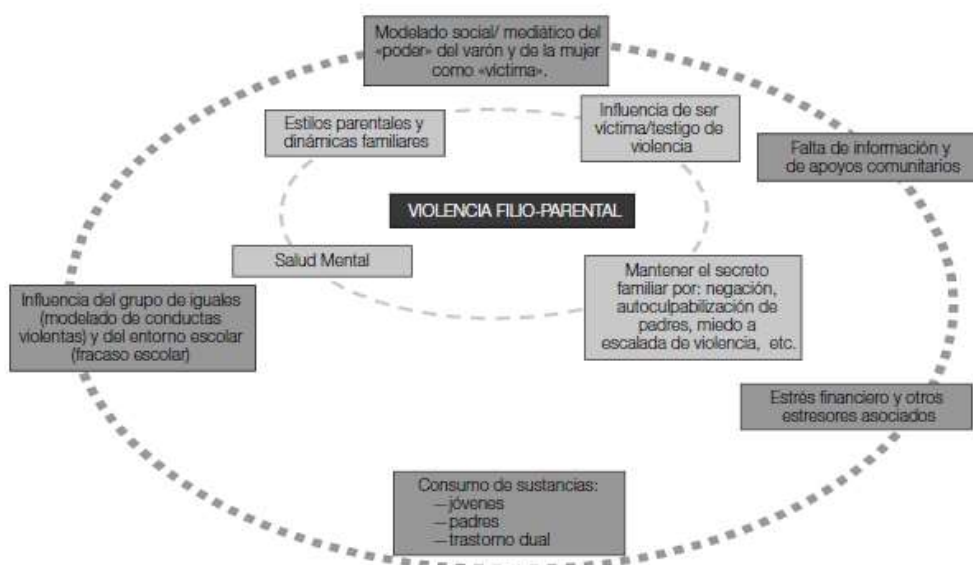 Modelado social/ mediático del
«poder» del varón y de la mujer
como «víctima».
Estilos parentales y
dinámicas familiares
Influencia de ser
víctima/testigo de
violencia
Falta de información y
de apoyos comunitarios
VIOLENCIA FILIO-PARENTAL
Salud Mental
Mantener el secreto
familiar por: negación,
autoculpabilización de
padres, miedo a
escalada de violencia, etc.
Influencia del grupo de iguales
(modelado de conductas
violentas) y del entorno escolar
(fracaso escolar)
Estrés financiero y otros
estresores asociados
Consumo de sustancias:
—jóvenes
—padres
—trastorno dual